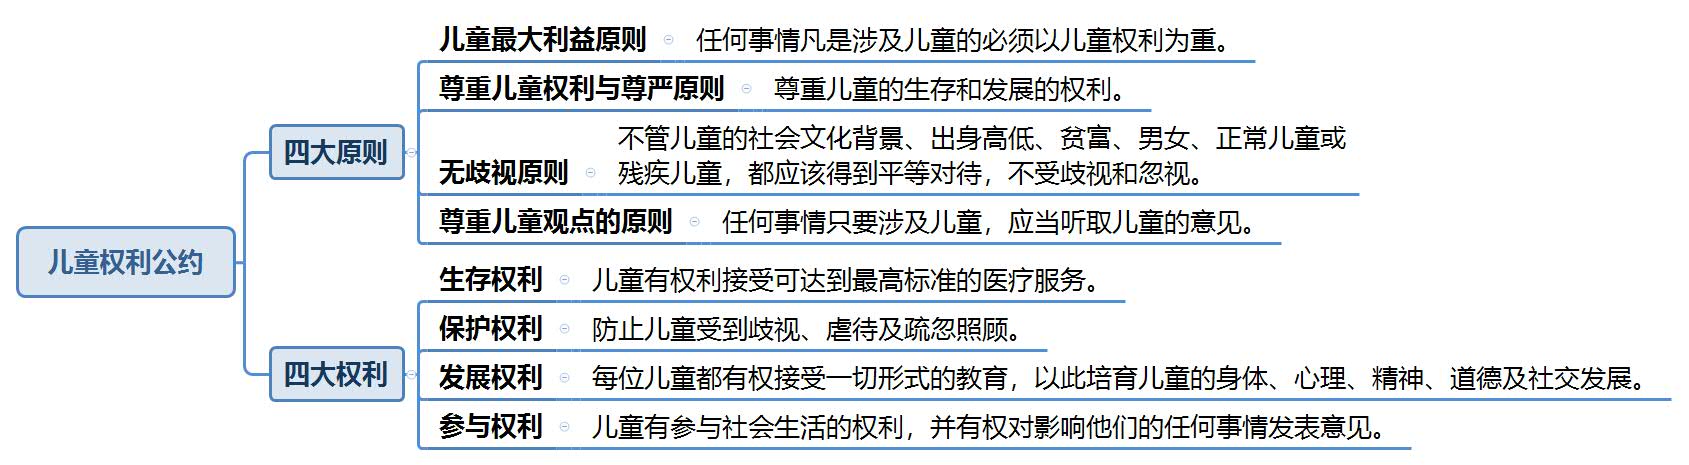 儿童权利公约
四大原则
儿童最大利益原则 任何事情凡是涉及儿童的必须以儿童权利为重。
尊重儿童权利与尊严原则 尊重儿童的生存和发展的权利。
无歧视原则 不管儿童的社会文化背景、出身高低、贫富、男女、正常儿童或
残疾儿童，都应该得到平等对待，不受歧视和忽视。
尊重儿童观点的原则 任何事情只要涉及儿童，应当听取儿童的意见。
四大权利
生存权利 儿童有权利接受可达到最高标准的医疗服务。
保护权利 防止儿童受到歧视、虐待及疏忽照顾。
发展权利 每位儿童都有权接受一切形式的教育，以此培育儿童的身体、心理、精神、道德及社交发展。
参与权利 儿童有参与社会生活的权利，并有权对影响他们的任何事情发表意见。